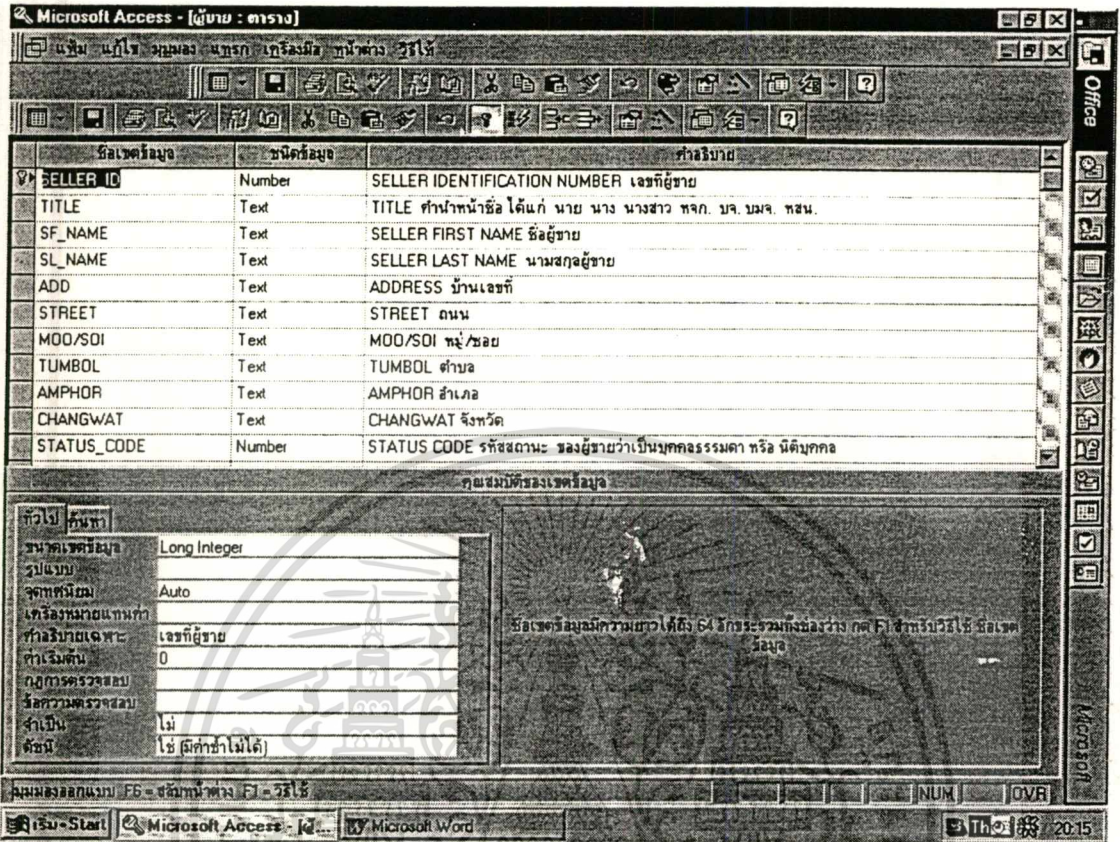 Microsoft Access - [ผู้ขาย : ตาราง]
แฟ้ม แก้ไข มุมมอง แทรก เครื่องมือ หน้าต่าง วิธีใช้
Office
ชื่อเขตข้อมูล ชนิดข้อมูล คำอธิบาย
SELLER_ID Number SELLER IDENTIFICATION NUMBER เลขที่ผู้ขาย
TITLE Text TITLE คำนำหน้าชื่อ ได้แก่ นาย นาง นางสาว หจก. บจ. บมจ. หสน.
SF_NAME Text SELLER FIRST NAME ชื่อผู้ขาย
SL_NAME Text SELLER LAST NAME นามสกุลผู้ขาย
ADD Text ADDRESS บ้านเลขที่
STREET Text STREET ถนน
MOO/SOI Text MOO/SOI หมู่/ซอย
TUMBOL Text TUMBOL ตำบล
AMPHOR Text AMPHOR อำเภอ
CHANGWAT Text CHANGWAT จังหวัด
STATUS_CODE Number STATUS CODE รหัสสถานะ ของผู้ขายว่าเป็นบุคคลธรรมดา หรือ นิติบุคคล
คุณสมบัติของเขตข้อมูล
ทั่วไป ค้นหา
ขนาดเขตข้อมูล Long Integer
รูปแบบ
จุดทศนิยม Auto
เครื่องหมายแทนค่า
คำอธิบายเฉพาะ เลขที่ผู้ขาย
ค่าเริ่มต้น 0
กฎการตรวจสอบ
ข้อความตรวจสอบ
จำเป็น ไม่
ดัชนี ใช่ (มีค่าซ้ำไม่ได้)
ชื่อเขตข้อมูลมีความยาวได้ถึง 64 อักขระรวมทั้งช่องว่าง กด F1 สำหรับวิธีใช้ ชื่อเขต
ข้อมูล
Microsoft
มุมมองออกแบบ F6 = สลับหน้าต่าง F1 = วิธีใช้ NUM OVR
เริ่ม-Start Microsoft Access - [ผู้... Microsoft Word Th 20:15